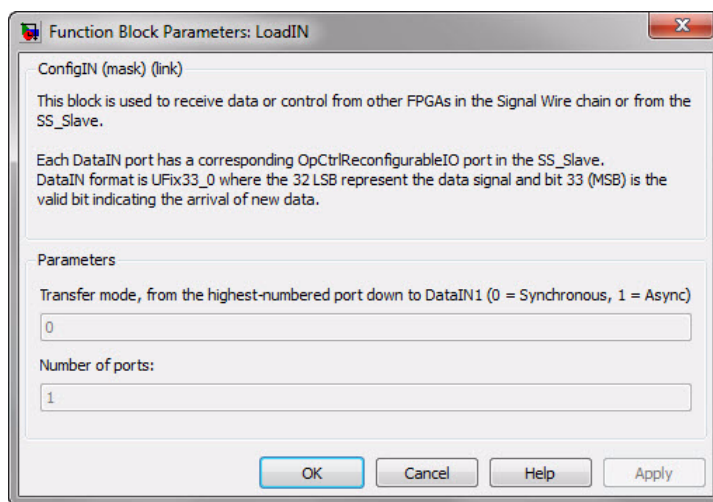 Function Block Parameters: LoadIN
ConfigIN (mask) (link)
This block is used to receive data or control from other FPGAs in the Signal Wire chain or from the
SS_Slave.
Each DataIN port has a corresponding OpCtrlReconfigurableIO port in the SS_Slave.
DataIN format is UFix33_0 where the 32 LSB represent the data signal and bit 33 (MSB) is the
valid bit indicating the arrival of new data.
Parameters
Transfer mode, from the highest-numbered port down to DataIN1 (0 = Synchronous, 1 = Async)
0
Number of ports:
1
OK Cancel Help Apply